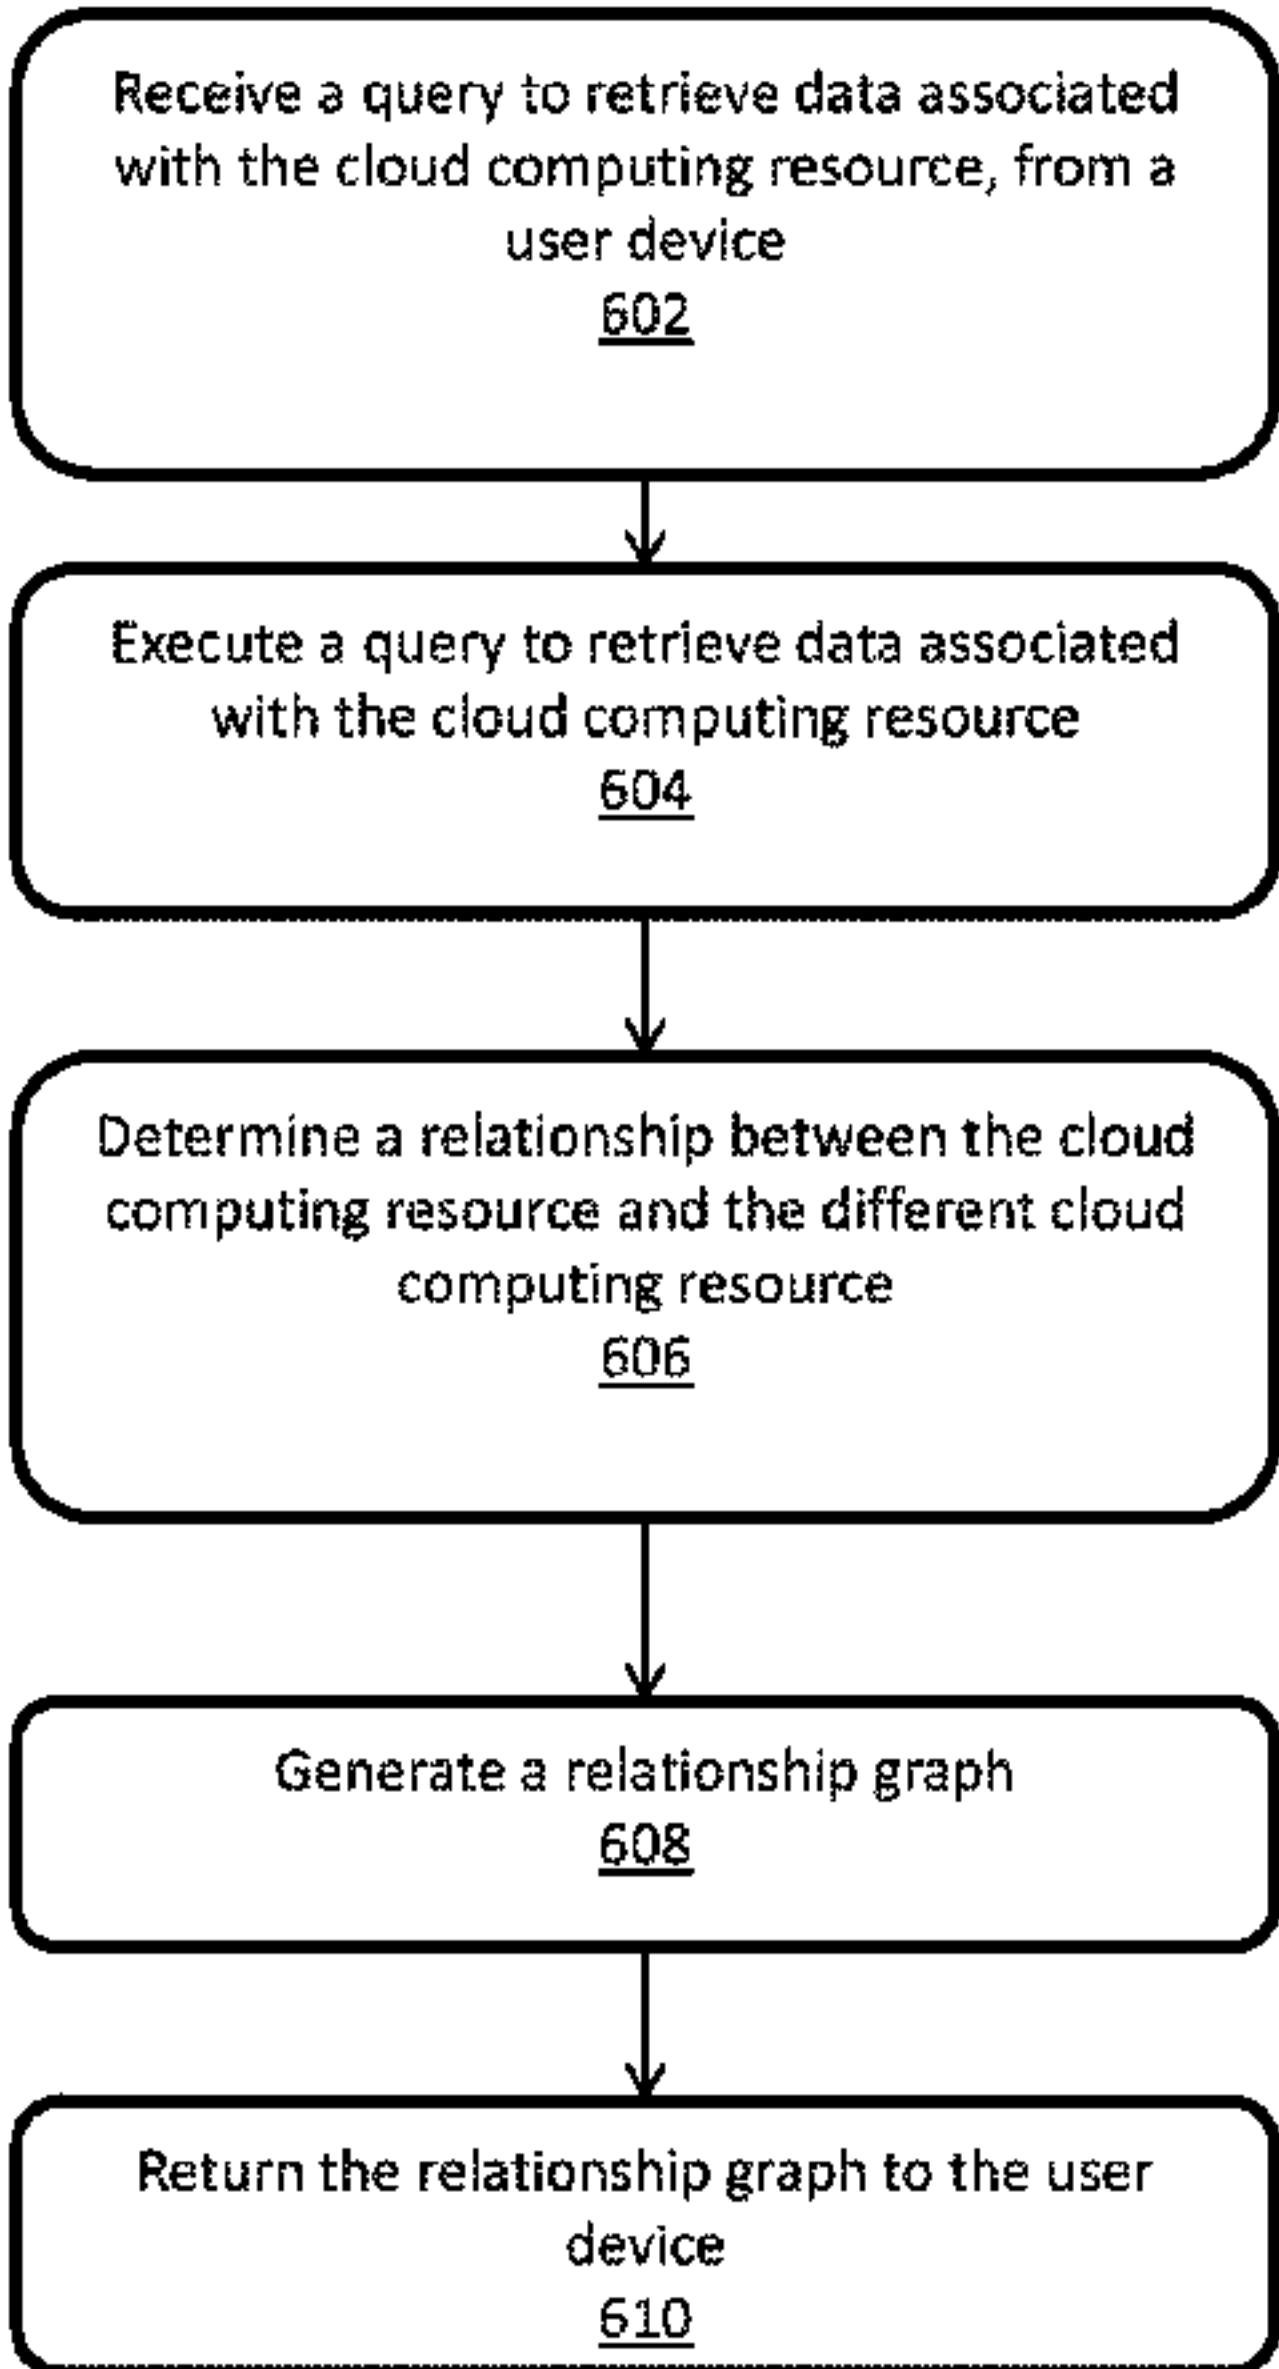 Receive a query to retrieve data associated
with the cloud computing resource, from a
user device
602
Execute a query to retrieve data associated
with the cloud computing resource
604
Determine a relationship between the cloud
computing resource and the different cloud
computing resource
606
Generate a relationship graph
608
Return the relationship graph to the user
device
610